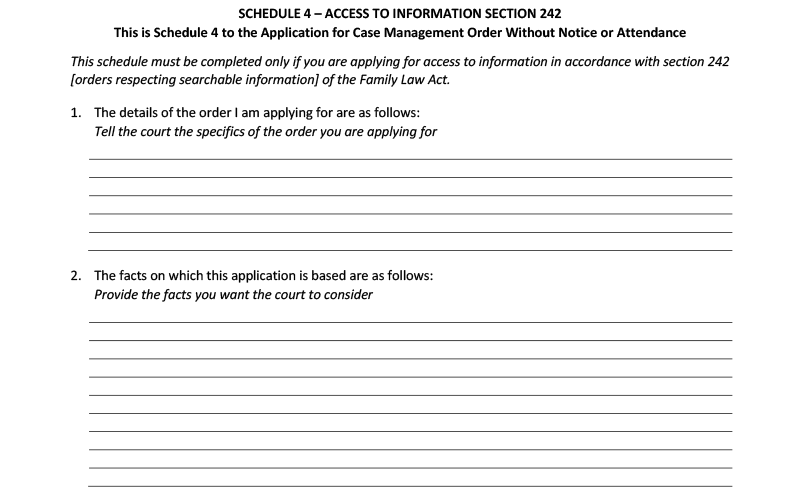 SCHEDULE 4 – ACCESS TO INFORMATION SECTION 242
This is Schedule 4 to the Application for Case Management Order Without Notice or Attendance
This schedule must be completed only if you are applying for access to information in accordance with section 242
[orders respecting searchable information] of the Family Law Act.
1. The details of the order I am applying for are as follows:
Tell the court the specifics of the order you are applying for
2. The facts on which this application is based are as follows:
Provide the facts you want the court to consider